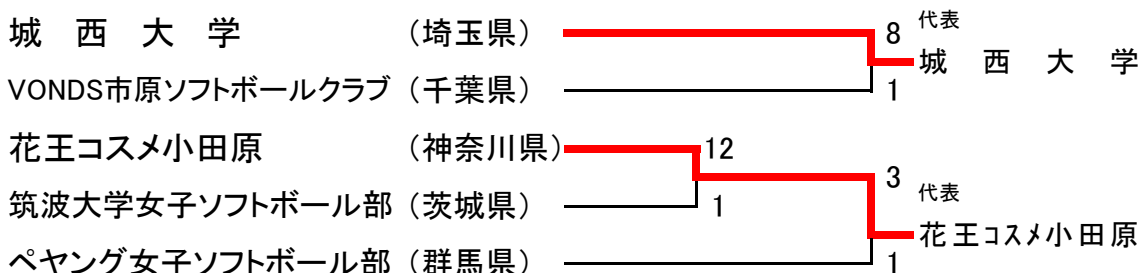 城西大学 (埼玉県) 8 代表
城西大学
VONDS市原ソフトボールクラブ (千葉県) 1
花王コスメ小田原 (神奈川県) 12
3 代表
筑波大学女子ソフトボール部 (茨城県) 1
花王ｺｽﾒ小田原
ペヤング女子ソフトボール部 (群馬県) 1